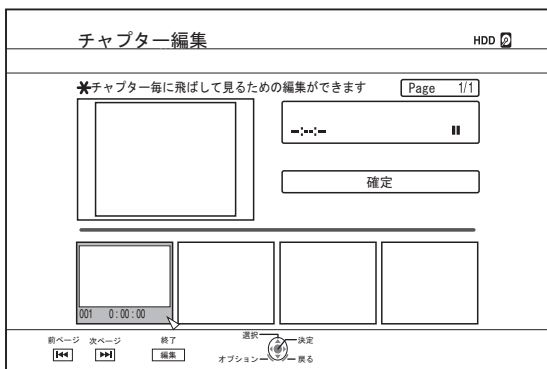 チャプター編集
HDD
*チャプター毎に飛ばして見るための編集ができます
Page 1/1
–:––:–
確定
001 0:00:00
前ページ 次ページ 終了 編集
選択 決定
オプション 戻る